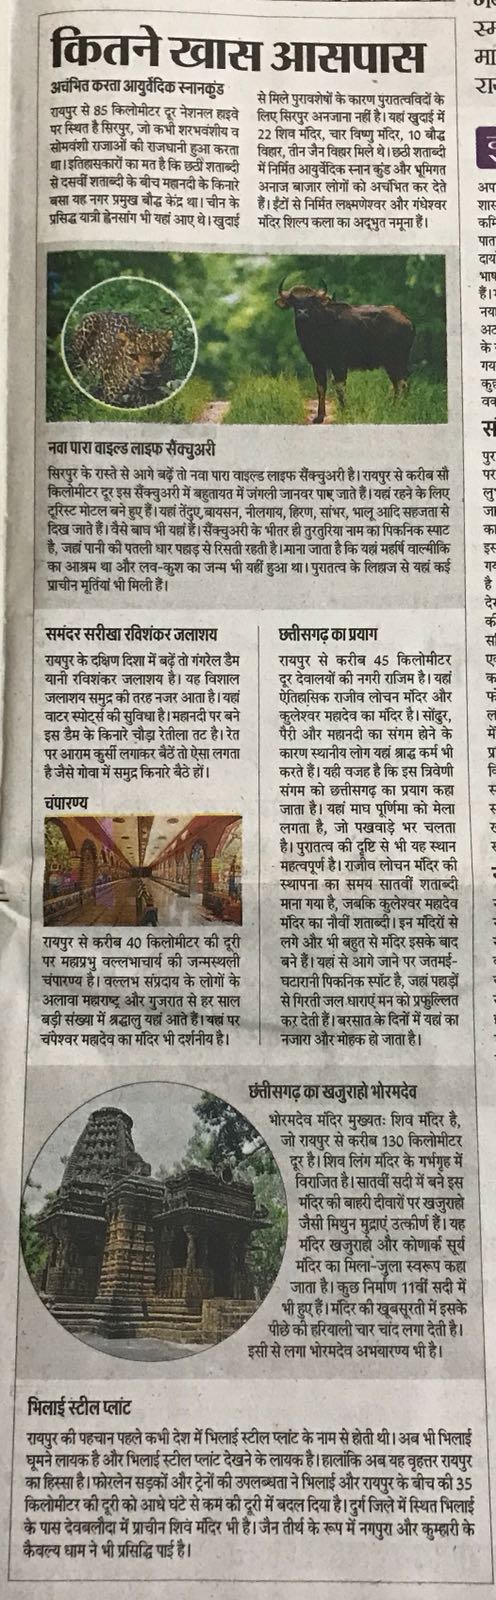 कितने खास आसपास
अचंभित करता आयुर्वेदिक स्नानकुंड
रायपुर से 85 किलोमीटर दूर नेशनल हाइवे
पर स्थित है सिरपुर, जो कभी शरभवंशीय व
सोमवंशी राजाओं की राजधानी हुआ करता
था। इतिहासकारों का मत है कि छठीं शताब्दी
से दसवीं शताब्दी के बीच महानदी के किनारे
बसा यह नगर प्रमुख बौद्ध केंद्र था। चीन के
प्रसिद्ध यात्री ह्वेनसांग भी यहां आए थे। खुदाई
से मिले पुरावशेषों के कारण पुरातत्वविदों के
लिए सिरपुर अनजाना नहीं है। यहां खुदाई में
22 शिव मंदिर, चार विष्णु मंदिर, 10 बौद्ध
विहार, तीन जैन विहार मिले थे। छठी शताब्दी
में निर्मित आयुर्वेदिक स्नान कुंड और भूमिगत
अनाज बाजार लोगों को अचंभित कर देते
हैं। ईंटों से निर्मित लक्ष्मणेश्वर और गंधेश्वर
मंदिर शिल्प कला का अद्भुत नमूना हैं।
नवा पारा वाइल्ड लाइफ सैंक्चुअरी
सिरपुर के रास्ते से आगे बढ़ें तो नवा पारा वाइल्ड लाइफ सैंक्चुअरी है। रायपुर से करीब सौ
किलोमीटर दूर इस सैंक्चुअरी में बहुतायत में जंगली जानवर पाए जाते हैं। यहां रहने के लिए
टूरिस्ट मोटल बने हुए हैं। यहां तेंदुए,बायसन, नीलगाय, हिरण, सांभर, भालू आदि सहजता से
दिख जाते हैं। वैसे बाघ भी यहां हैं। सैंक्चुअरी के भीतर ही तुरतुरिया नाम का पिकनिक स्पाट
है, जहां पानी की पतली धार पहाड़ से रिसती रहती है। माना जाता है कि यहां महर्षि वाल्मीकि
का आश्रम था और लव-कुश का जन्म भी यहीं हुआ था। पुरातत्व के लिहाज से यहां कई
प्राचीन मूर्तियां भी मिली हैं।
समंदर सरीखा रविशंकर जलाशय
रायपुर के दक्षिण दिशा में बढ़ें तो गंगरेल डैम
यानी रविशंकर जलाशय है। यह विशाल
जलाशय समुद्र की तरह नजर आता है। यहां
वाटर स्पोर्ट्स की सुविधा है। महानदी पर बने
इस डैम के किनारे चौड़ा रेतीला तट है। रेत
पर आराम कुर्सी लगाकर बैठें तो ऐसा लगता
है जैसे गोवा में समुद्र किनारे बैठे हों।
चंपारण्य
रायपुर से करीब 40 किलोमीटर की दूरी
पर महाप्रभु वल्लभाचार्य की जन्मस्थली
चंपारण्य है। वल्लभ संप्रदाय के लोगों के
अलावा महाराष्ट्र और गुजरात से हर साल
बड़ी संख्या में श्रद्धालु यहां आते हैं। यहां पर
चंपेश्वर महादेव का मंदिर भी दर्शनीय है।
छत्तीसगढ़ का प्रयाग
रायपुर से करीब 45 किलोमीटर
दूर देवालयों की नगरी राजिम है। यहां
ऐतिहासिक राजीव लोचन मंदिर और
कुलेश्वर महादेव का मंदिर है। सोंढुर,
पैरी और महानदी का संगम होने के
कारण स्थानीय लोग यहां श्राद्ध कर्म भी
करते हैं। यही वजह है कि इस त्रिवेणी
संगम को छत्तीसगढ़ का प्रयाग कहा
जाता है। यहां माघ पूर्णिमा को मेला
लगता है, जो पखवाड़े भर चलता
है। पुरातत्व की दृष्टि से भी यह स्थान
महत्वपूर्ण है। राजीव लोचन मंदिर की
स्थापना का समय सातवीं शताब्दी
माना गया है, जबकि कुलेश्वर महादेव
मंदिर का नौवीं शताब्दी। इन मंदिरों से
लगे और भी बहुत से मंदिर इसके बाद
बने हैं। यहां से आगे जाने पर जतमई-
घटारानी पिकनिक स्पॉट है, जहां पहाड़ों
से गिरती जल धाराएं मन को प्रफुल्लित
कर देती हैं। बरसात के दिनों में यहां का
नजारा और मोहक हो जाता है।
छत्तीसगढ़ का खजुराहो भोरमदेव
भोरमदेव मंदिर मुख्यतः शिव मंदिर है,
जो रायपुर से करीब 130 किलोमीटर
दूर है। शिव लिंग मंदिर के गर्भगृह में
विराजित है। सातवीं सदी में बने इस
मंदिर की बाहरी दीवारों पर खजुराहो
जैसी मिथुन मुद्राएं उत्कीर्ण हैं। यह
मंदिर खजुराहो और कोणार्क सूर्य
मंदिर का मिला-जुला स्वरूप कहा
जाता है। कुछ निर्माण 11वीं सदी में
भी हुए हैं। मंदिर की खूबसूरती में इसके
पीछे की हरियाली चार चांद लगा देती है।
इसी से लगा भोरमदेव अभयारण्य भी है।
भिलाई स्टील प्लांट
रायपुर की पहचान पहले कभी देश में भिलाई स्टील प्लांट के नाम से होती थी। अब भी भिलाई
घूमने लायक है और भिलाई स्टील प्लांट देखने के लायक है। हालांकि अब यह वृहत्तर रायपुर
का हिस्सा है। फोरलेन सड़कों और ट्रेनों की उपलब्धता ने भिलाई और रायपुर के बीच की 35
किलोमीटर की दूरी को आधे घंटे से कम की दूरी में बदल दिया है। दुर्ग जिले में स्थित भिलाई
के पास देवबलौदा में प्राचीन शिव मंदिर भी है। जैन तीर्थ के रूप में नगपुरा और कुम्हारी के
कैवल्य धाम ने भी प्रसिद्धि पाई है।